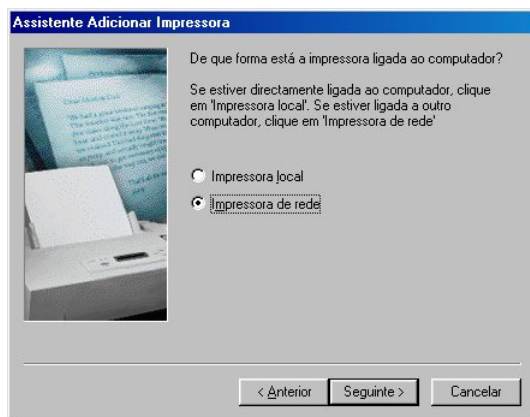 Assistente Adicionar Impressora
De que forma está a impressora ligada ao computador?
Se estiver directamente ligada ao computador, clique
em 'Impressora local'. Se estiver ligada a outro
computador, clique em 'Impressora de rede'
Impressora local
Impressora de rede
< Anterior
Seguinte >
Cancelar